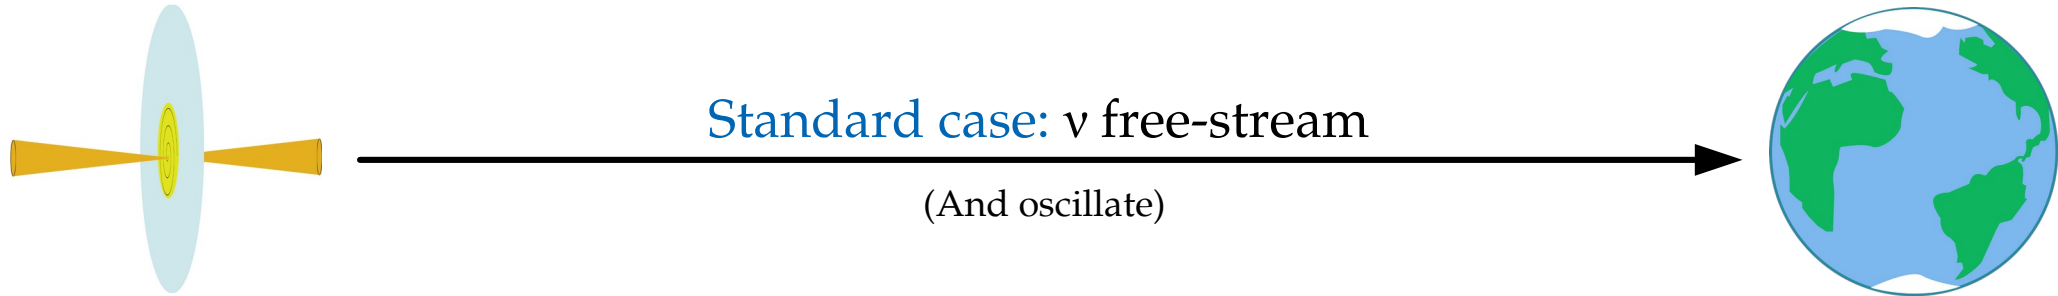 Standard case: ν free-stream
(And oscillate)